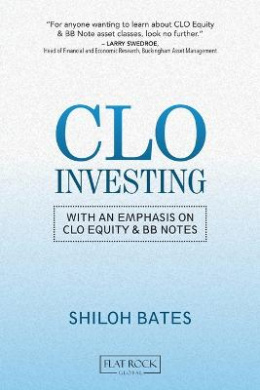 "For anyone wanting to learn about CLO Equity
& BB Note asset classes, look no further."
– LARRY SWEDROE,
Head of Financial and Economic Research, Buckingham Asset Management
CLO
INVESTING
WITH AN EMPHASIS ON
CLO EQUITY & BB NOTES
SHILOH BATES
FLAT ROCK
GLOBAL